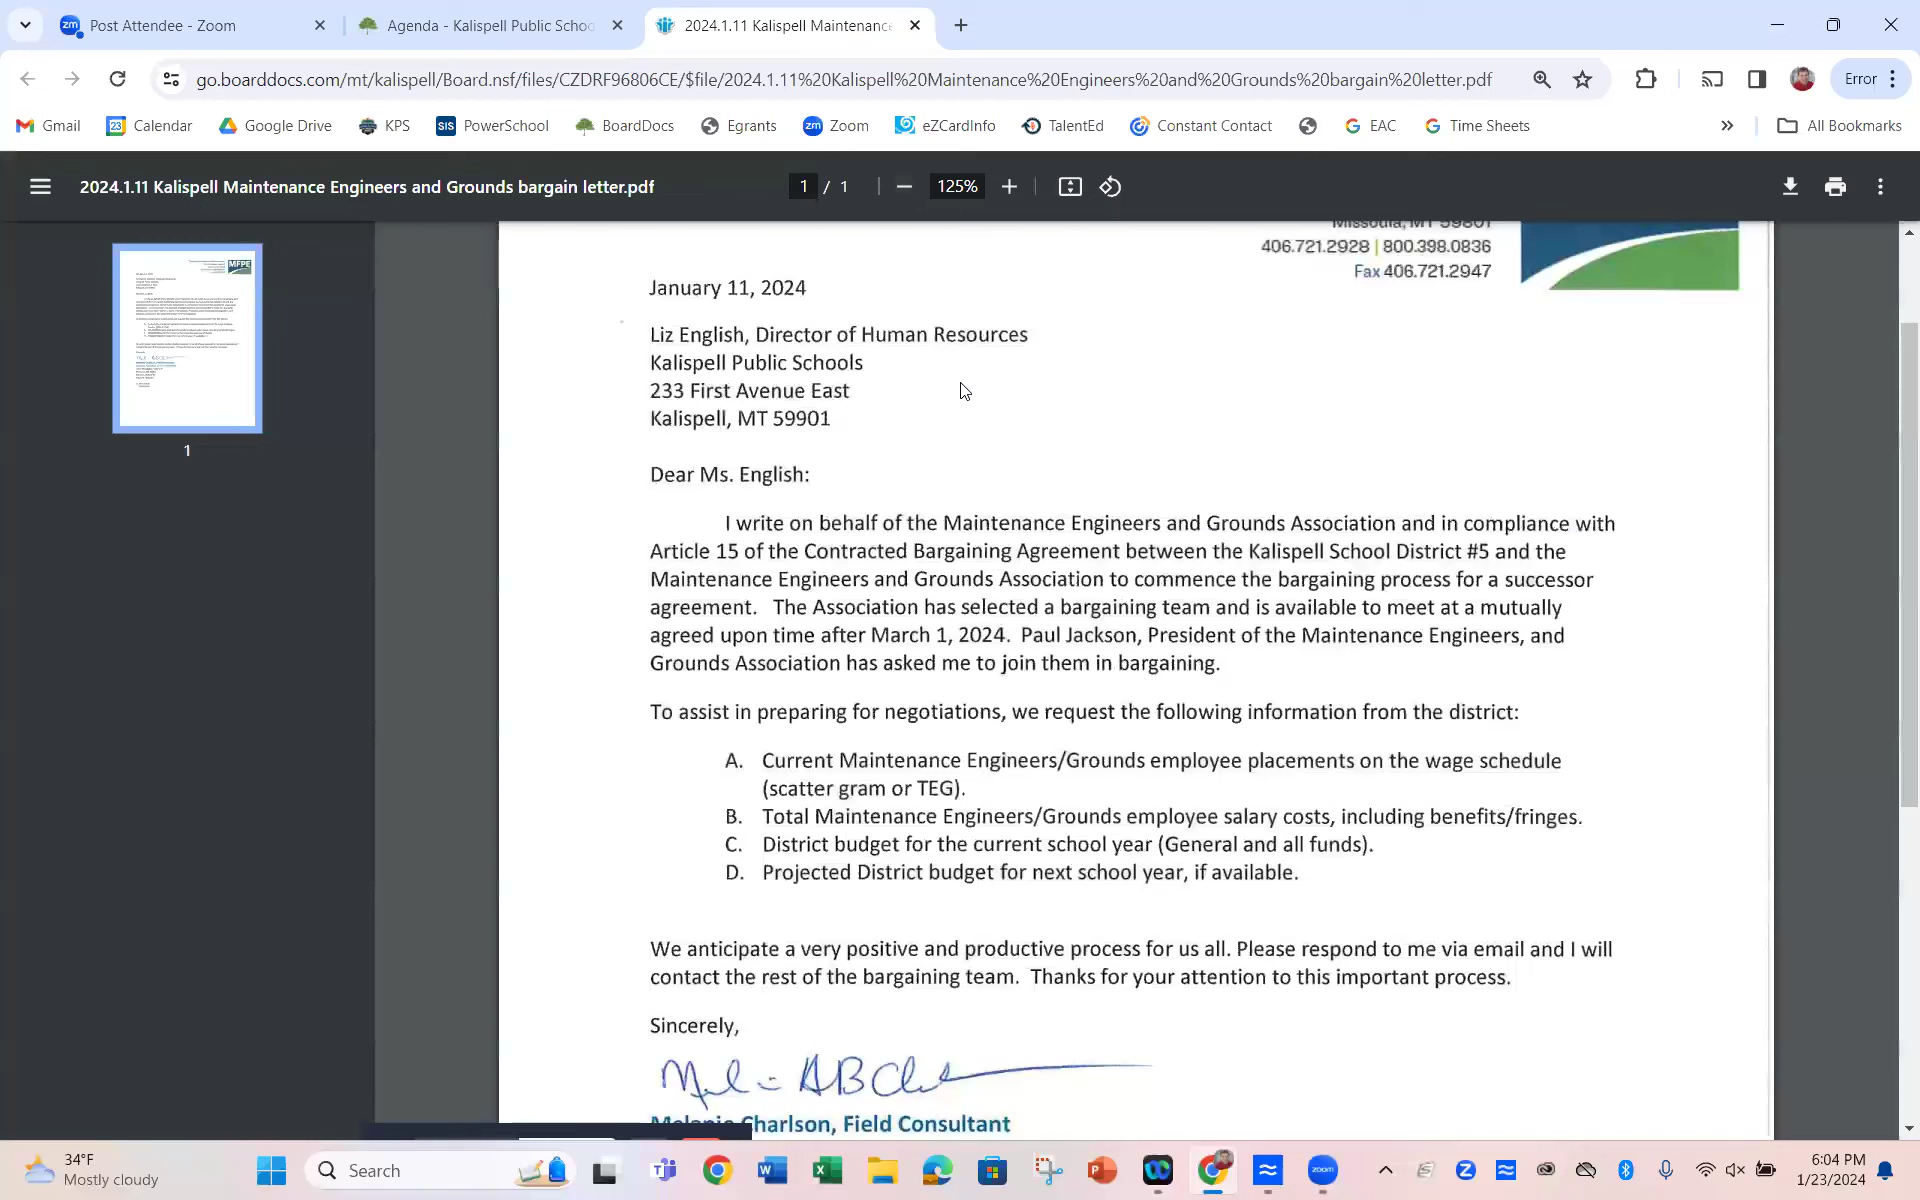 Post Attendee - Zoom
Agenda - Kalispell Public Schoo
2024.1.11 Kalispell Maintenance
go.boarddocs.com/mt/kalispell/Board.nsf/files/CZDRF96806CE/$file/2024.1.11%20Kalispell%20Maintenance%20Engineers%20and%20Grounds%20bargain%20letter.pdf
Error
Gmail
23 Calendar
Google Drive
KPS
SIS PowerSchool
BoardDocs
Egrants
zm Zoom
eZCardInfo
TalentEd
Constant Contact
EAC
Time Sheets
All Bookmarks
2024.1.11 Kalispell Maintenance Engineers and Grounds bargain letter.pdf
1 / 1
125%
MFPE
1
Missoula, MT 59801
406.721.2928 | 800.398.0836
Fax 406.721.2947
January 11, 2024
Liz English, Director of Human Resources
Kalispell Public Schools
233 First Avenue East
Kalispell, MT 59901
Dear Ms. English:
I write on behalf of the Maintenance Engineers and Grounds Association and in compliance with
Article 15 of the Contracted Bargaining Agreement between the Kalispell School District #5 and the
Maintenance Engineers and Grounds Association to commence the bargaining process for a successor
agreement. The Association has selected a bargaining team and is available to meet at a mutually
agreed upon time after March 1, 2024. Paul Jackson, President of the Maintenance Engineers, and
Grounds Association has asked me to join them in bargaining.
To assist in preparing for negotiations, we request the following information from the district:
A. Current Maintenance Engineers/Grounds employee placements on the wage schedule
(scatter gram or TEG).
B. Total Maintenance Engineers/Grounds employee salary costs, including benefits/fringes.
C. District budget for the current school year (General and all funds).
D. Projected District budget for next school year, if available.
We anticipate a very positive and productive process for us all. Please respond to me via email and I will
contact the rest of the bargaining team. Thanks for your attention to this important process.
Sincerely,
Melanie Charlson, Field Consultant
34°F
Mostly cloudy
Search
zoom
6:04 PM
1/23/2024